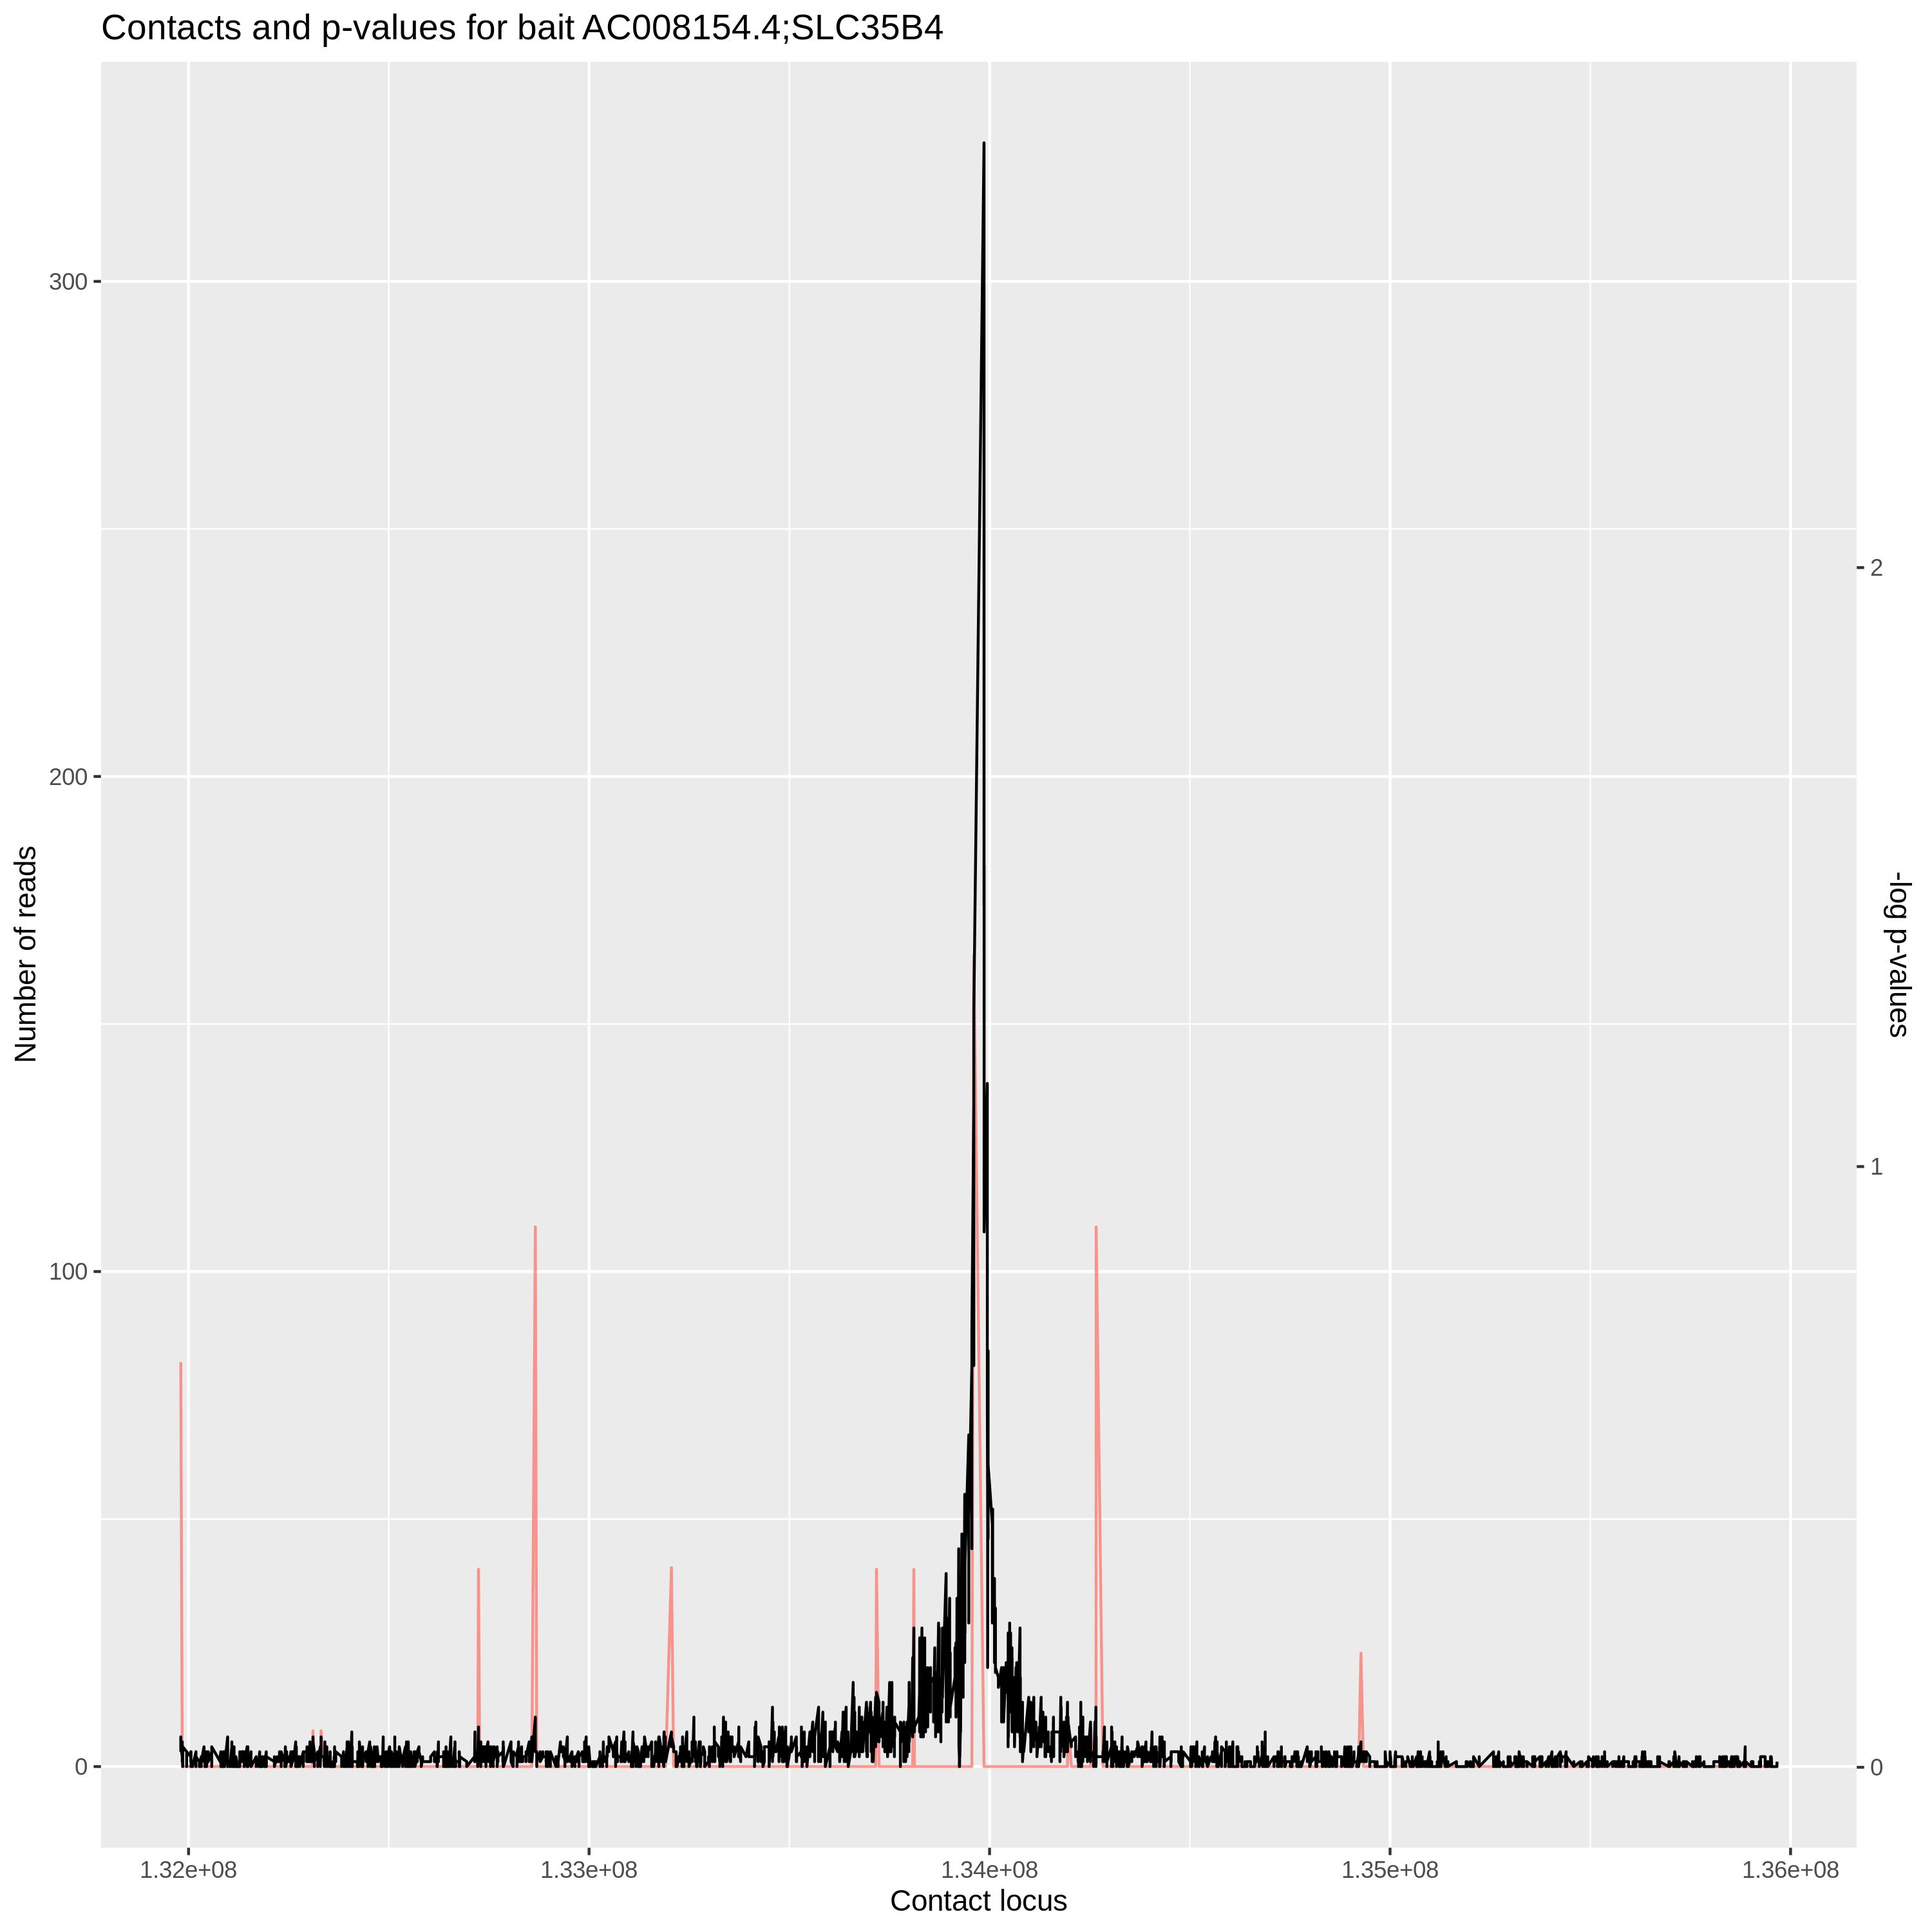 Contacts and p-values for bait AC008154.4;SLC35B4
300
200
100
0
Number of reads
2
1
0
-log p-values
1.32e+08 1.33e+08 1.34e+08 1.35e+08 1.36e+08
Contact locus